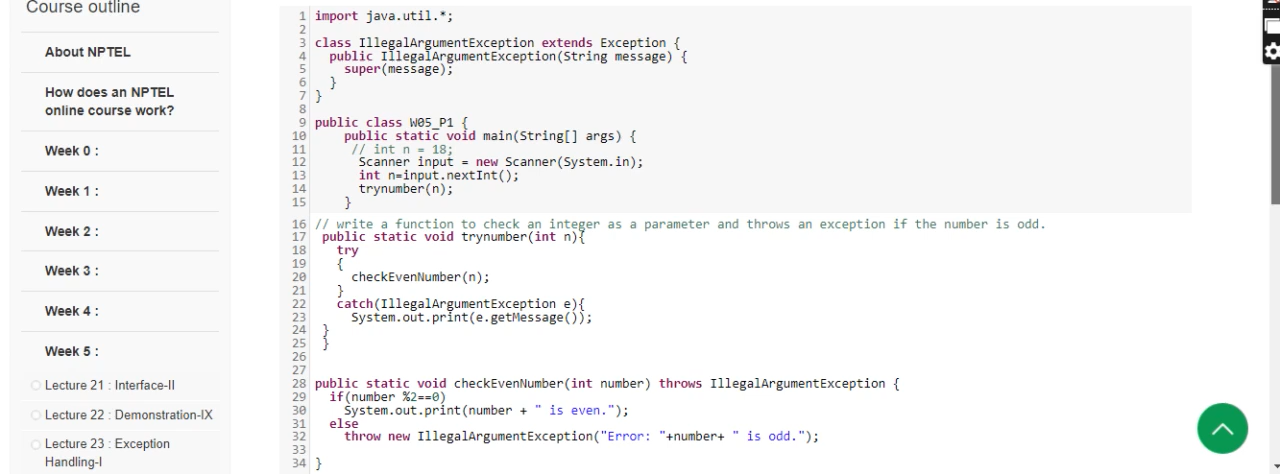 Course outline
About NPTEL
How does an NPTEL
online course work?
Week 0 :
Week 1 :
Week 2 :
Week 3 :
Week 4 :
Week 5 :
Lecture 21 : Interface-II
Lecture 22 : Demonstration-IX
Lecture 23 : Exception
Handling-I
1 import java.util.*;
2
3 class IllegalArgumentException extends Exception {
4   public IllegalArgumentException(String message) {
5     super(message);
6   }
7 }
8
9 public class W05_P1 {
10     public static void main(String[] args) {
11      // int n = 18;
12       Scanner input = new Scanner(System.in);
13       int n=input.nextInt();
14       trynumber(n);
15     }
16 // write a function to check an integer as a parameter and throws an exception if the number is odd.
17  public static void trynumber(int n){
18    try
19    {
20      checkEvenNumber(n);
21    }
22    catch(IllegalArgumentException e){
23      System.out.print(e.getMessage());
24  }
25  }
26
27
28 public static void checkEvenNumber(int number) throws IllegalArgumentException {
29   if(number %2==0)
30     System.out.print(number + " is even.");
31   else
32     throw new IllegalArgumentException("Error: "+number+ " is odd.");
33
34 }